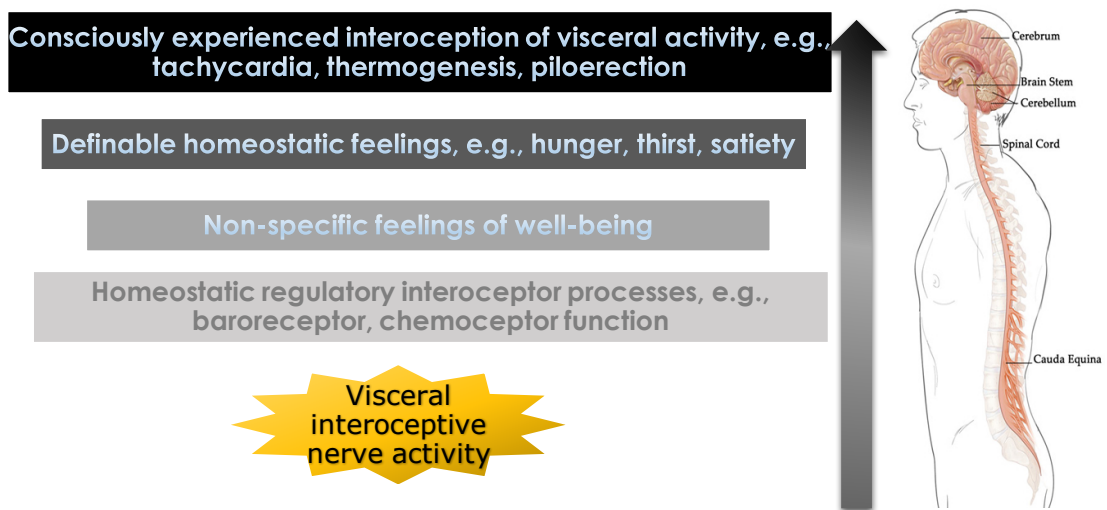 Consciously experienced interoception of visceral activity, e.g.,
tachycardia, thermogenesis, piloerection
Definable homeostatic feelings, e.g., hunger, thirst, satiety
Non-specific feelings of well-being
Homeostatic regulatory interoceptor processes, e.g.,
baroreceptor, chemoceptor function
Visceral
interoceptive
nerve activity
Cerebrum
Brain Stem
Cerebellum
Spinal Cord
Cauda Equina